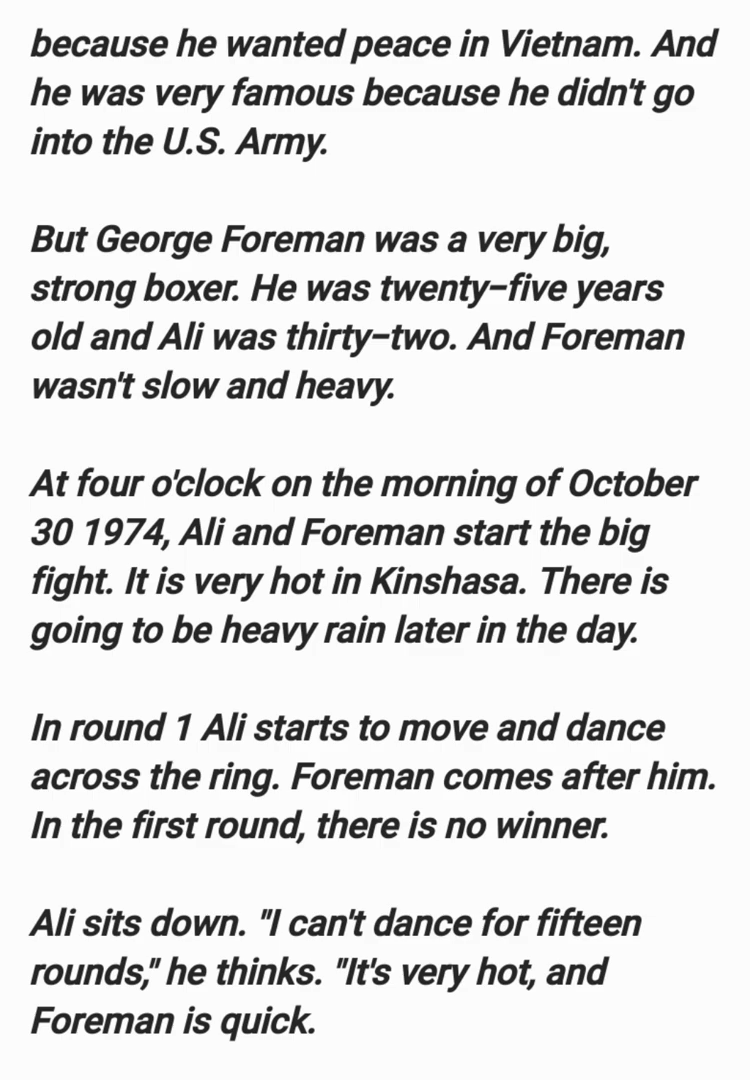 because he wanted peace in Vietnam. And
he was very famous because he didn't go
into the U.S. Army.
But George Foreman was a very big,
strong boxer. He was twenty-five years
old and Ali was thirty-two. And Foreman
wasn't slow and heavy.
At four o'clock on the morning of October
30 1974, Ali and Foreman start the big
fight. It is very hot in Kinshasa. There is
going to be heavy rain later in the day.
In round 1 Ali starts to move and dance
across the ring. Foreman comes after him.
In the first round, there is no winner.
Ali sits down. "I can't dance for fifteen
rounds," he thinks. "It's very hot, and
Foreman is quick.